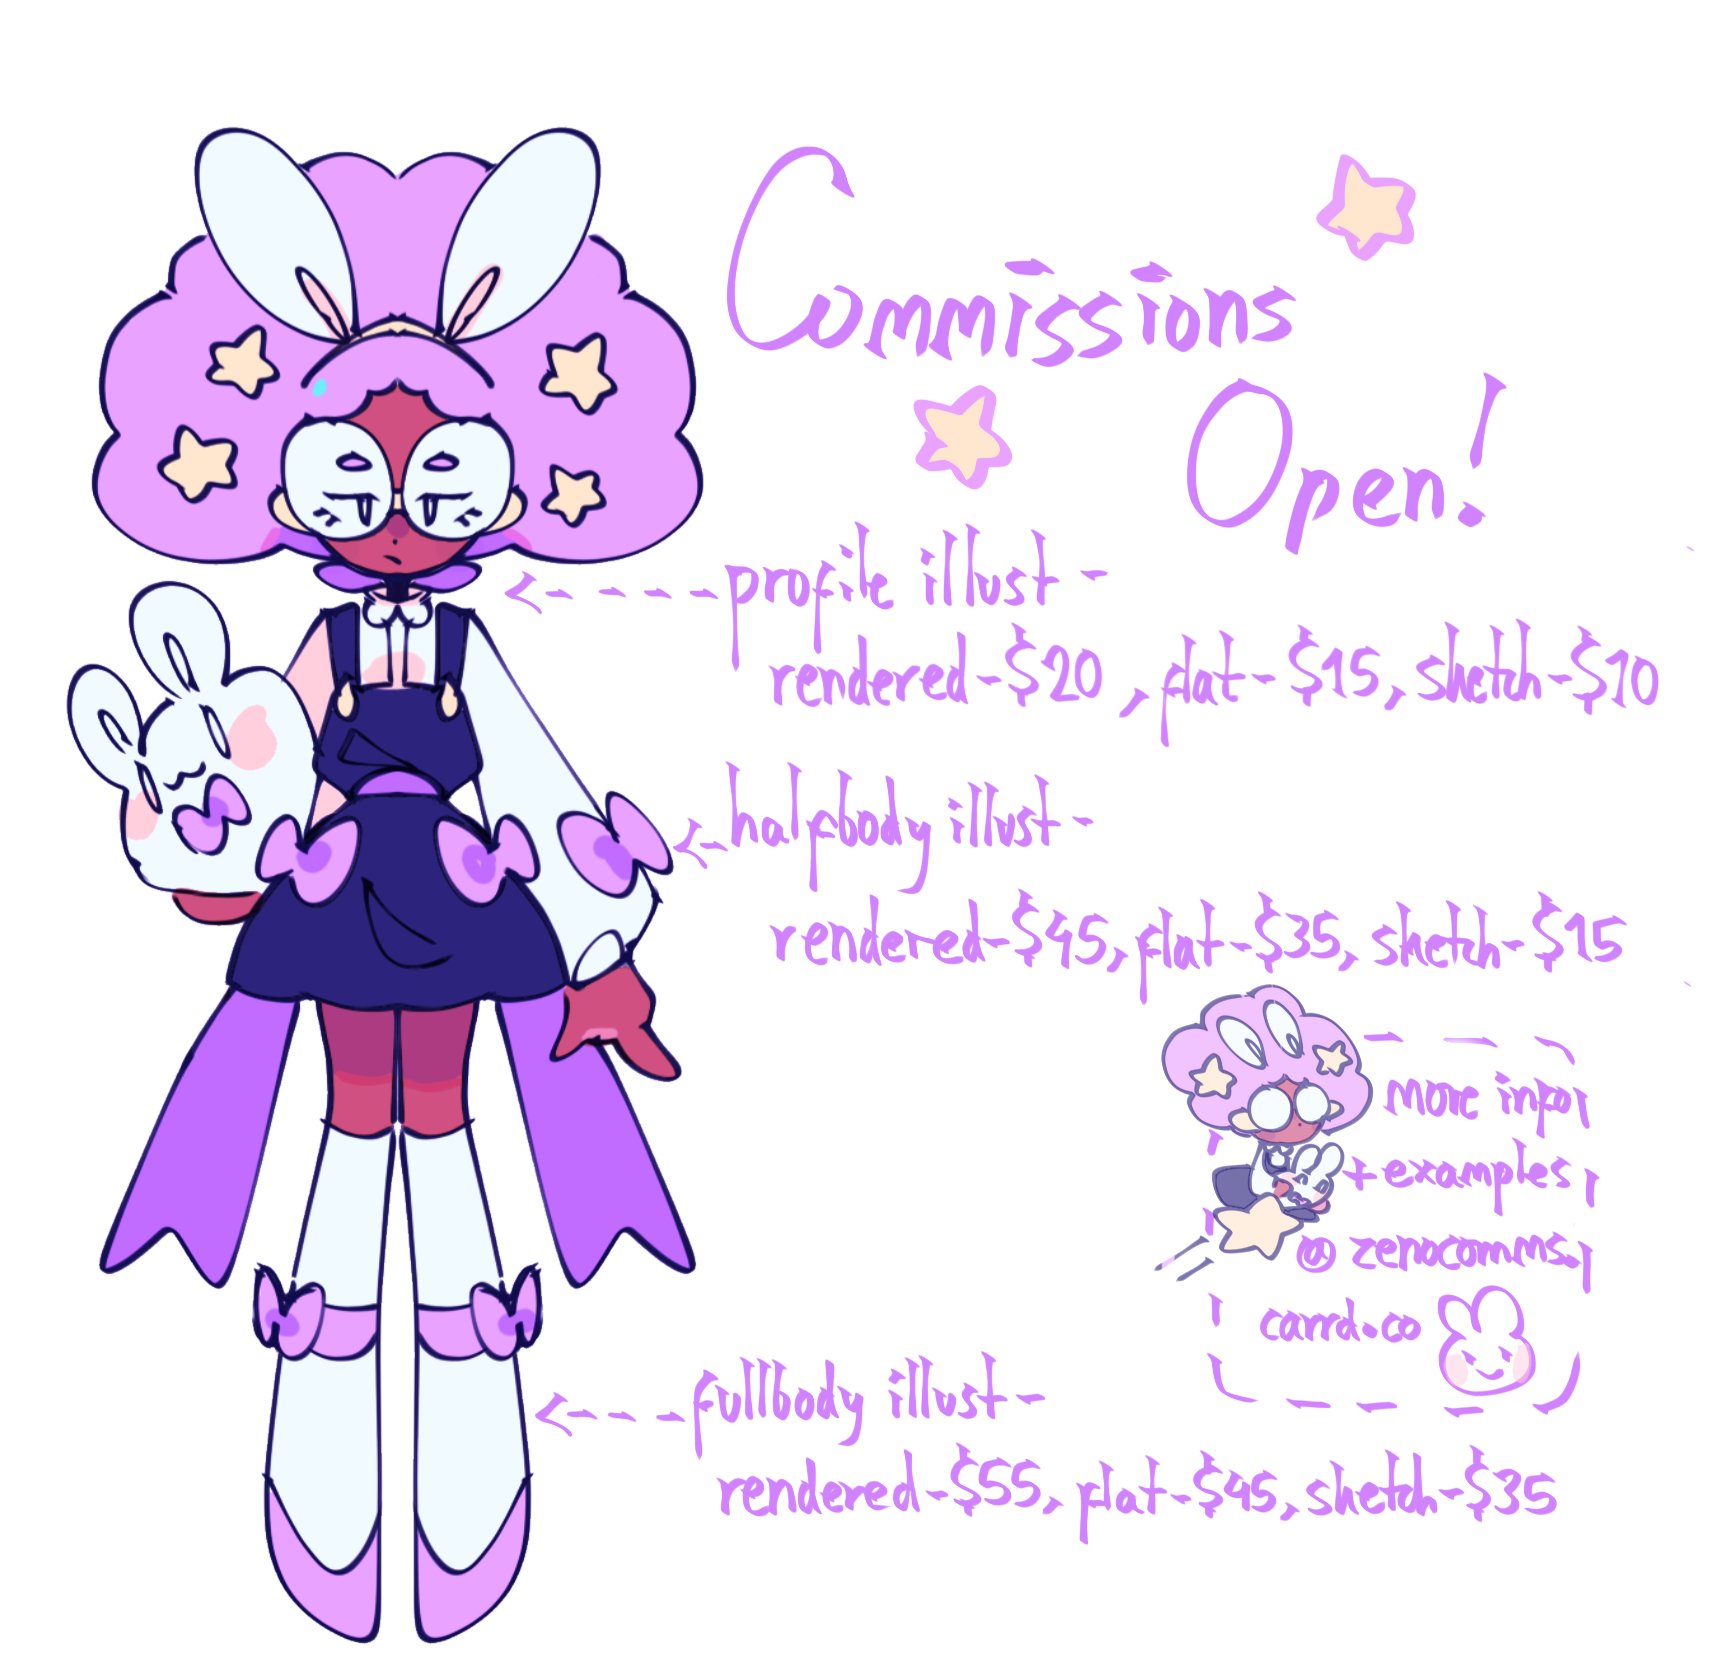 Commissions
Open!
profile illust -
rendered-$20, flat-$15, sketch-$10
halfbody illust-
rendered-$45, flat-$35, sketch-$15
more info
+ examples
@ zenocomms.
carrd.co
fullbody illust-
rendered-$55, flat-$45, sketch-$35